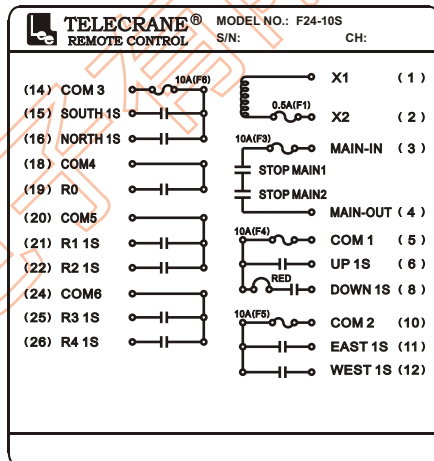 Lee TELECRANE® MODEL NO.: F24-10S
REMOTE CONTROL S/N: CH:
10A(F6)
(14) COM 3
(15) SOUTH 1S
(16) NORTH 1S
(18) COM4
(19) R0
(20) COM5
(21) R1 1S
(22) R2 1S
(24) COM6
(25) R3 1S
(26) R4 1S
X1 (1)
0.5A(F1)
X2 (2)
10A(F3)
MAIN-IN (3)
STOP MAIN1
STOP MAIN2
MAIN-OUT (4)
10A(F4)
COM 1 (5)
UP 1S (6)
RED
DOWN 1S (8)
10A(F5)
COM 2 (10)
EAST 1S (11)
WEST 1S (12)